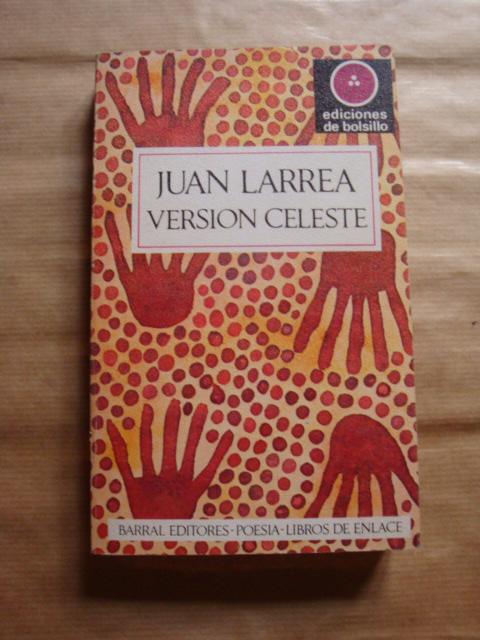 ediciones
de bolsillo
JUAN LARREA
VERSION CELESTE
BARRAL EDITORES-POESIA-LIBROS DE ENLACE